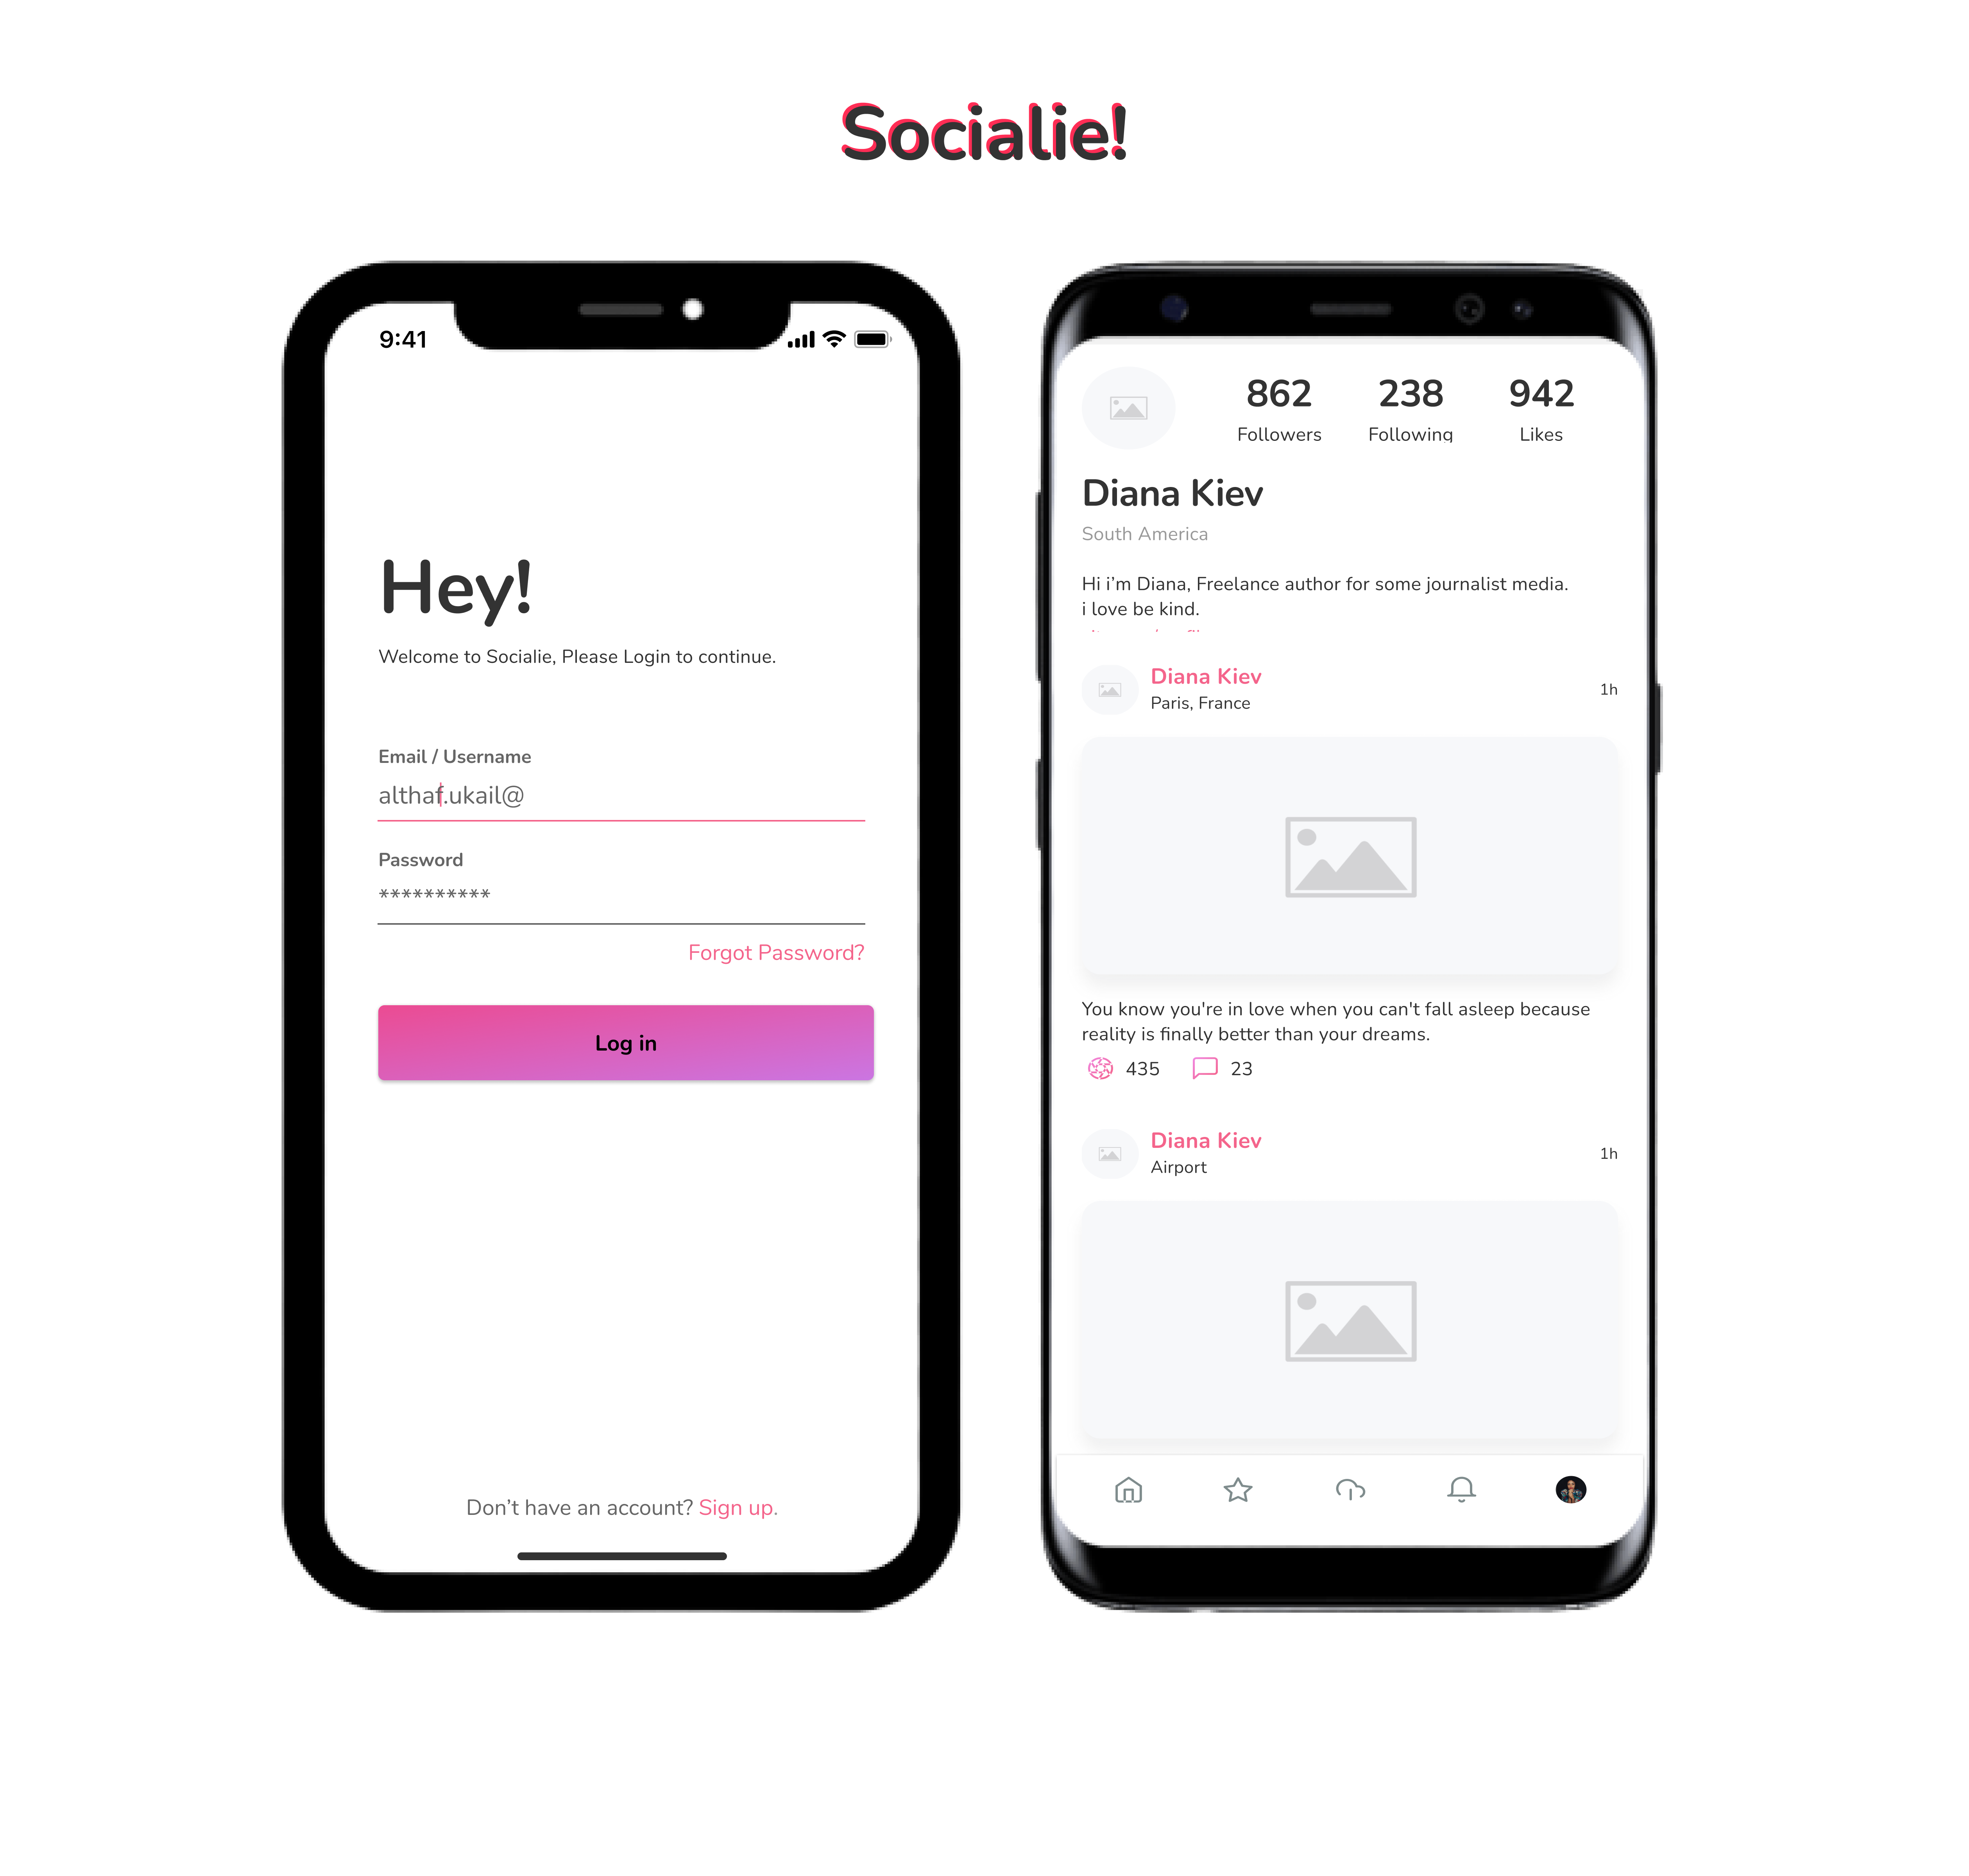 Socialie!
9:41
Hey!
Welcome to Socialie, Please Login to continue.
Email / Username
althaf.ukail@
Password
**********
Forgot Password?
Log in
Don’t have an account? Sign up.
862 238 942
Followers Following Likes
Diana Kiev
South America
Hi i’m Diana, Freelance author for some journalist media.
i love be kind.
Diana Kiev
Paris, France
1h
You know you're in love when you can't fall asleep because
reality is finally better than your dreams.
435 23
Diana Kiev
Airport
1h